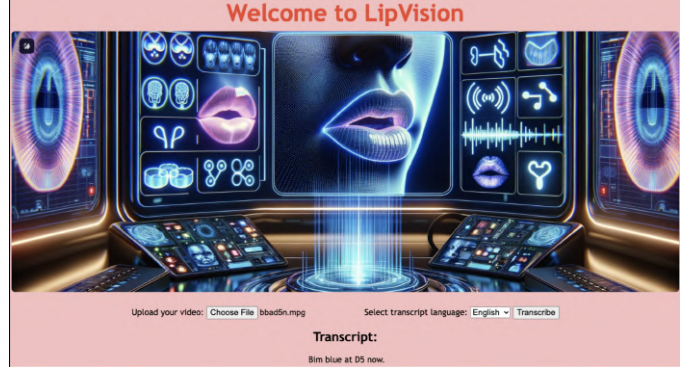 Welcome to LipVision
Upload your video: Choose File bbad5n.mpg Select transcript language: English Transcribe
Transcript:
Bim blue at D5 now.